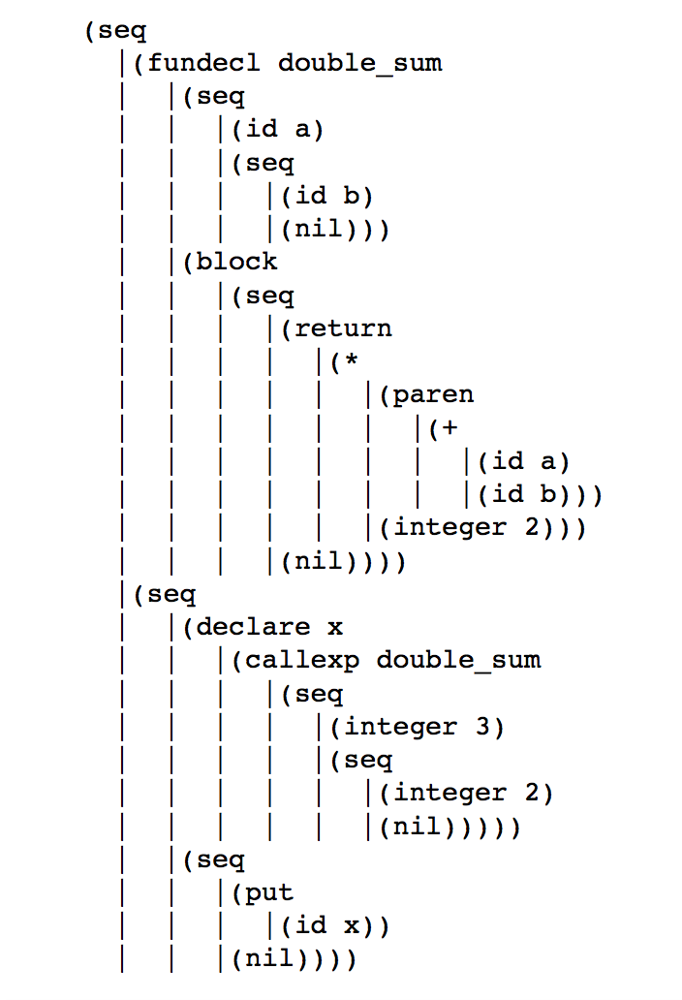 (seq
  |(fundecl double_sum
  |  |(seq
  |  |  |(id a)
  |  |  |(seq
  |  |  |  |(id b)
  |  |  |  |(nil)))
  |  |(block
  |  |  |(seq
  |  |  |  |(return
  |  |  |  |  |(*
  |  |  |  |  |  |(paren
  |  |  |  |  |  |  |(+
  |  |  |  |  |  |  |  |(id a)
  |  |  |  |  |  |  |  |(id b)))
  |  |  |  |  |  |(integer 2)))
  |  |  |  |(nil))))
  |(seq
  |  |(declare x
  |  |  |(callexp double_sum
  |  |  |  |(seq
  |  |  |  |  |(integer 3)
  |  |  |  |  |(seq
  |  |  |  |  |  |(integer 2)
  |  |  |  |  |  |(nil)))))
  |  |(seq
  |  |  |(put
  |  |  |  |(id x))
  |  |  |(nil))))